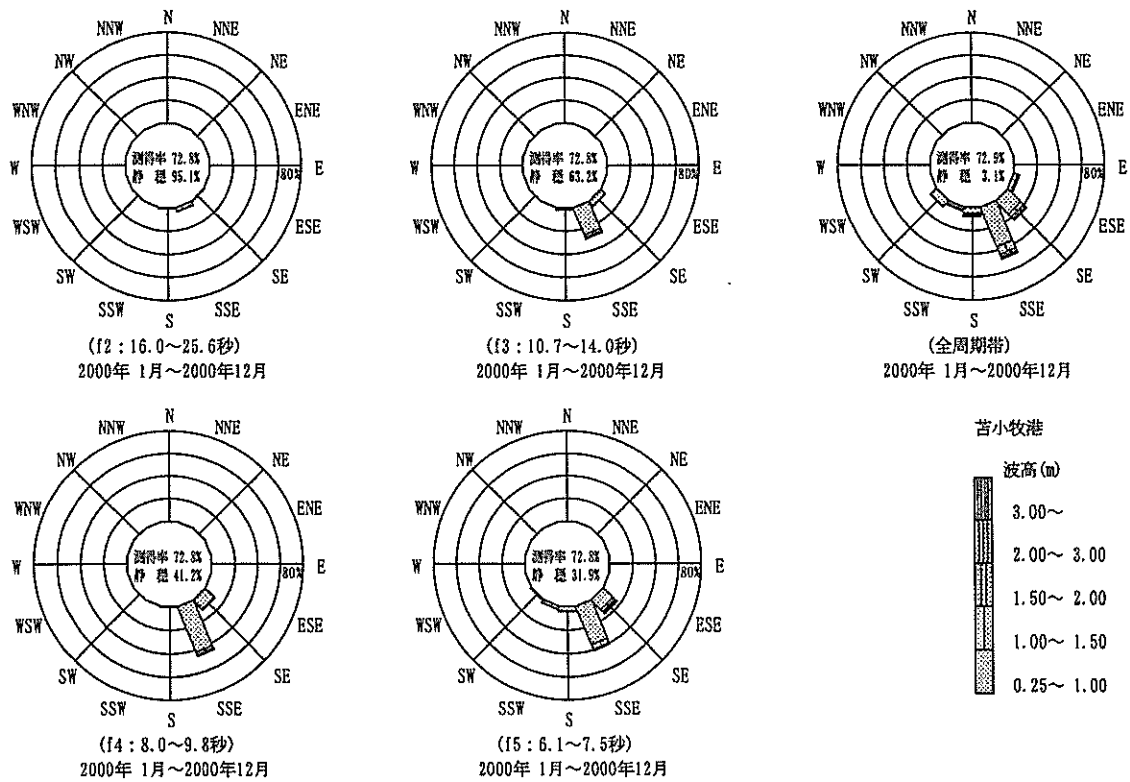 N
NNW NNE
NW NE
WNW ENE
測得率 72.8%
静 穏 95.1%
W 80% E
WSW ESE
SW SE
SSW SSE
S
(f2:16.0～25.6秒)
2000年 1月～2000年12月
N
NNW NNE
NW NE
WNW ENE
測得率 72.8%
静 穏 63.2%
W 80% E
WSW ESE
SW SE
SSW SSE
S
(f3:10.7～14.0秒)
2000年 1月～2000年12月
N
NNW NNE
NW NE
WNW ENE
測得率 72.9%
静 穏 3.1%
W 80% E
WSW ESE
SW SE
SSW SSE
S
(全周期帯)
2000年 1月～2000年12月
N
NNW NNE
NW NE
WNW ENE
測得率 72.8%
静 穏 41.2%
W 80% E
WSW ESE
SW SE
SSW SSE
S
(f4:8.0～9.8秒)
2000年 1月～2000年12月
N
NNW NNE
NW NE
WNW ENE
測得率 72.8%
静 穏 31.9%
W 80% E
WSW ESE
SW SE
SSW SSE
S
(f5:6.1～7.5秒)
2000年 1月～2000年12月
苫小牧港
波高(m)
3.00～
2.00～ 3.00
1.50～ 2.00
1.00～ 1.50
0.25～ 1.00